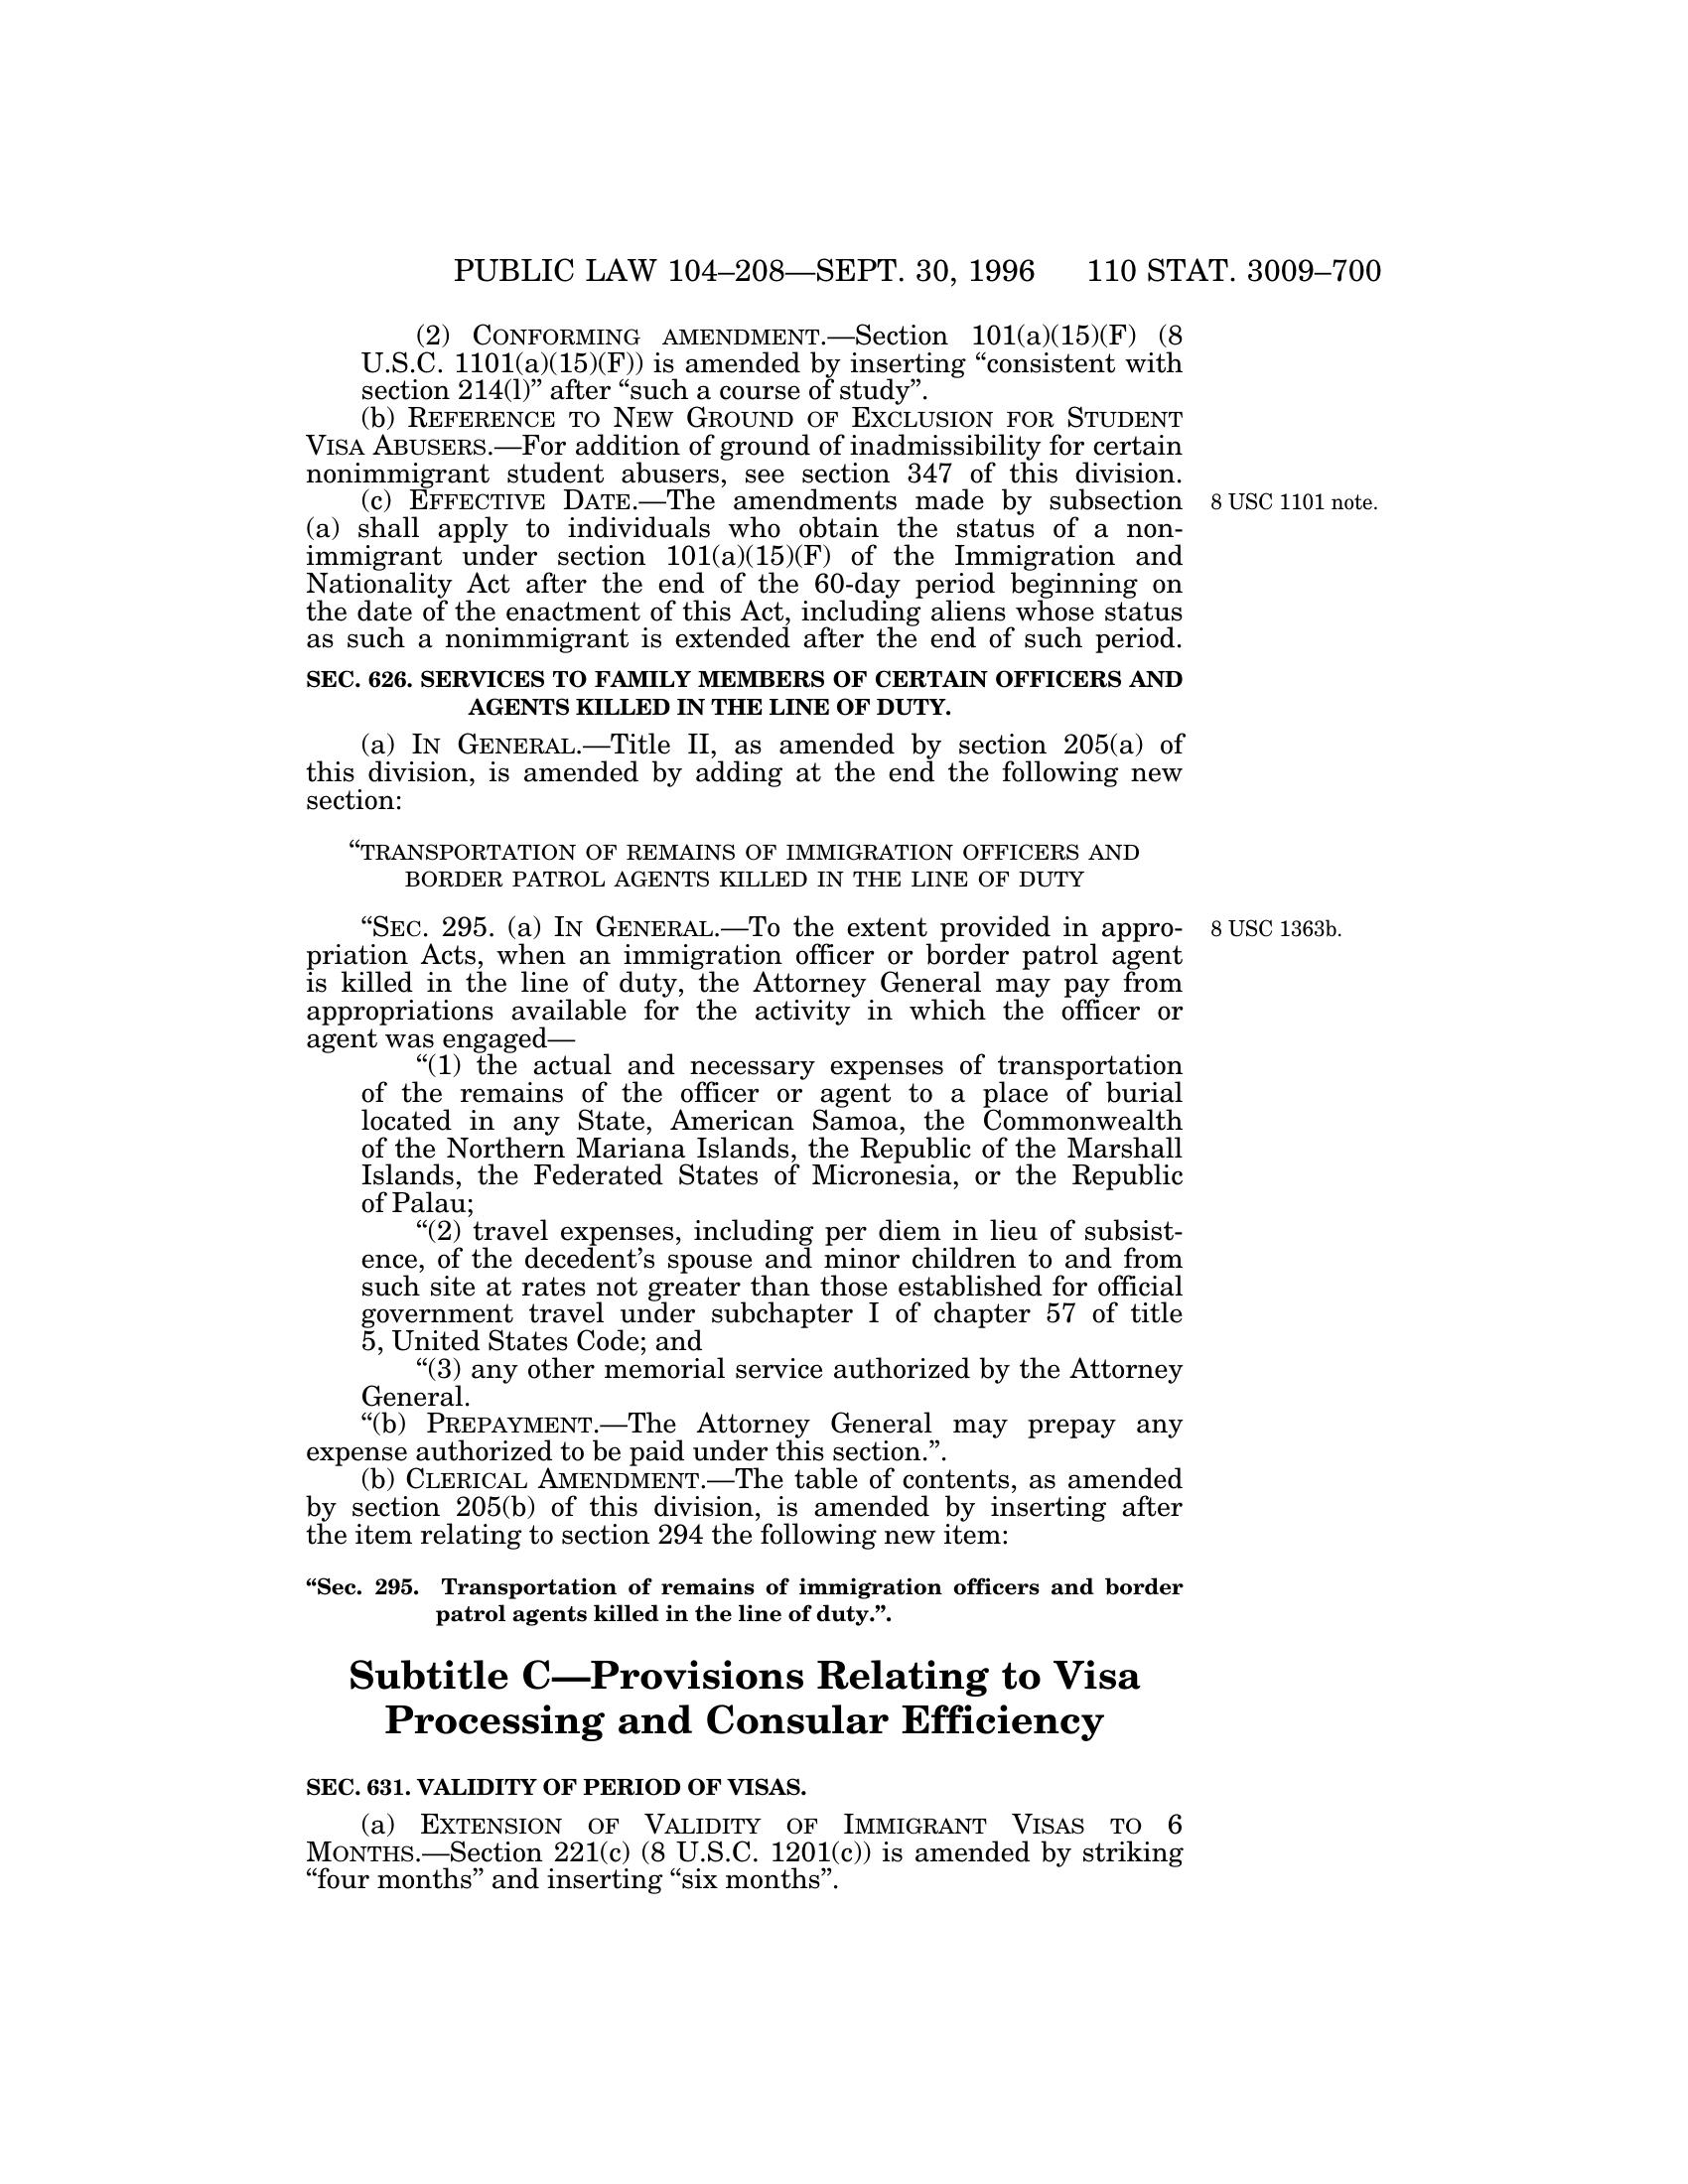 PUBLIC LAW 104–208—SEPT. 30, 1996 110 STAT. 3009–700
(2) CONFORMING AMENDMENT.—Section 101(a)(15)(F) (8
U.S.C. 1101(a)(15)(F)) is amended by inserting “consistent with
section 214(l)” after “such a course of study”.
(b) REFERENCE TO NEW GROUND OF EXCLUSION FOR STUDENT
VISA ABUSERS.—For addition of ground of inadmissibility for certain
nonimmigrant student abusers, see section 347 of this division.
(c) EFFECTIVE DATE.—The amendments made by subsection
8 USC 1101 note.
(a) shall apply to individuals who obtain the status of a non-
immigrant under section 101(a)(15)(F) of the Immigration and
Nationality Act after the end of the 60-day period beginning on
the date of the enactment of this Act, including aliens whose status
as such a nonimmigrant is extended after the end of such period.
SEC. 626. SERVICES TO FAMILY MEMBERS OF CERTAIN OFFICERS AND
AGENTS KILLED IN THE LINE OF DUTY.
(a) IN GENERAL.—Title II, as amended by section 205(a) of
this division, is amended by adding at the end the following new
section:
“TRANSPORTATION OF REMAINS OF IMMIGRATION OFFICERS AND
BORDER PATROL AGENTS KILLED IN THE LINE OF DUTY
“SEC. 295. (a) IN GENERAL.—To the extent provided in appro-
8 USC 1363b.
priation Acts, when an immigration officer or border patrol agent
is killed in the line of duty, the Attorney General may pay from
appropriations available for the activity in which the officer or
agent was engaged—
“(1) the actual and necessary expenses of transportation
of the remains of the officer or agent to a place of burial
located in any State, American Samoa, the Commonwealth
of the Northern Mariana Islands, the Republic of the Marshall
Islands, the Federated States of Micronesia, or the Republic
of Palau;
“(2) travel expenses, including per diem in lieu of subsist-
ence, of the decedent’s spouse and minor children to and from
such site at rates not greater than those established for official
government travel under subchapter I of chapter 57 of title
5, United States Code; and
“(3) any other memorial service authorized by the Attorney
General.
“(b) PREPAYMENT.—The Attorney General may prepay any
expense authorized to be paid under this section.”.
(b) CLERICAL AMENDMENT.—The table of contents, as amended
by section 205(b) of this division, is amended by inserting after
the item relating to section 294 the following new item:
“Sec. 295. Transportation of remains of immigration officers and border
patrol agents killed in the line of duty.”.
Subtitle C—Provisions Relating to Visa
Processing and Consular Efficiency
SEC. 631. VALIDITY OF PERIOD OF VISAS.
(a) EXTENSION OF VALIDITY OF IMMIGRANT VISAS TO 6
MONTHS.—Section 221(c) (8 U.S.C. 1201(c)) is amended by striking
“four months” and inserting “six months”.